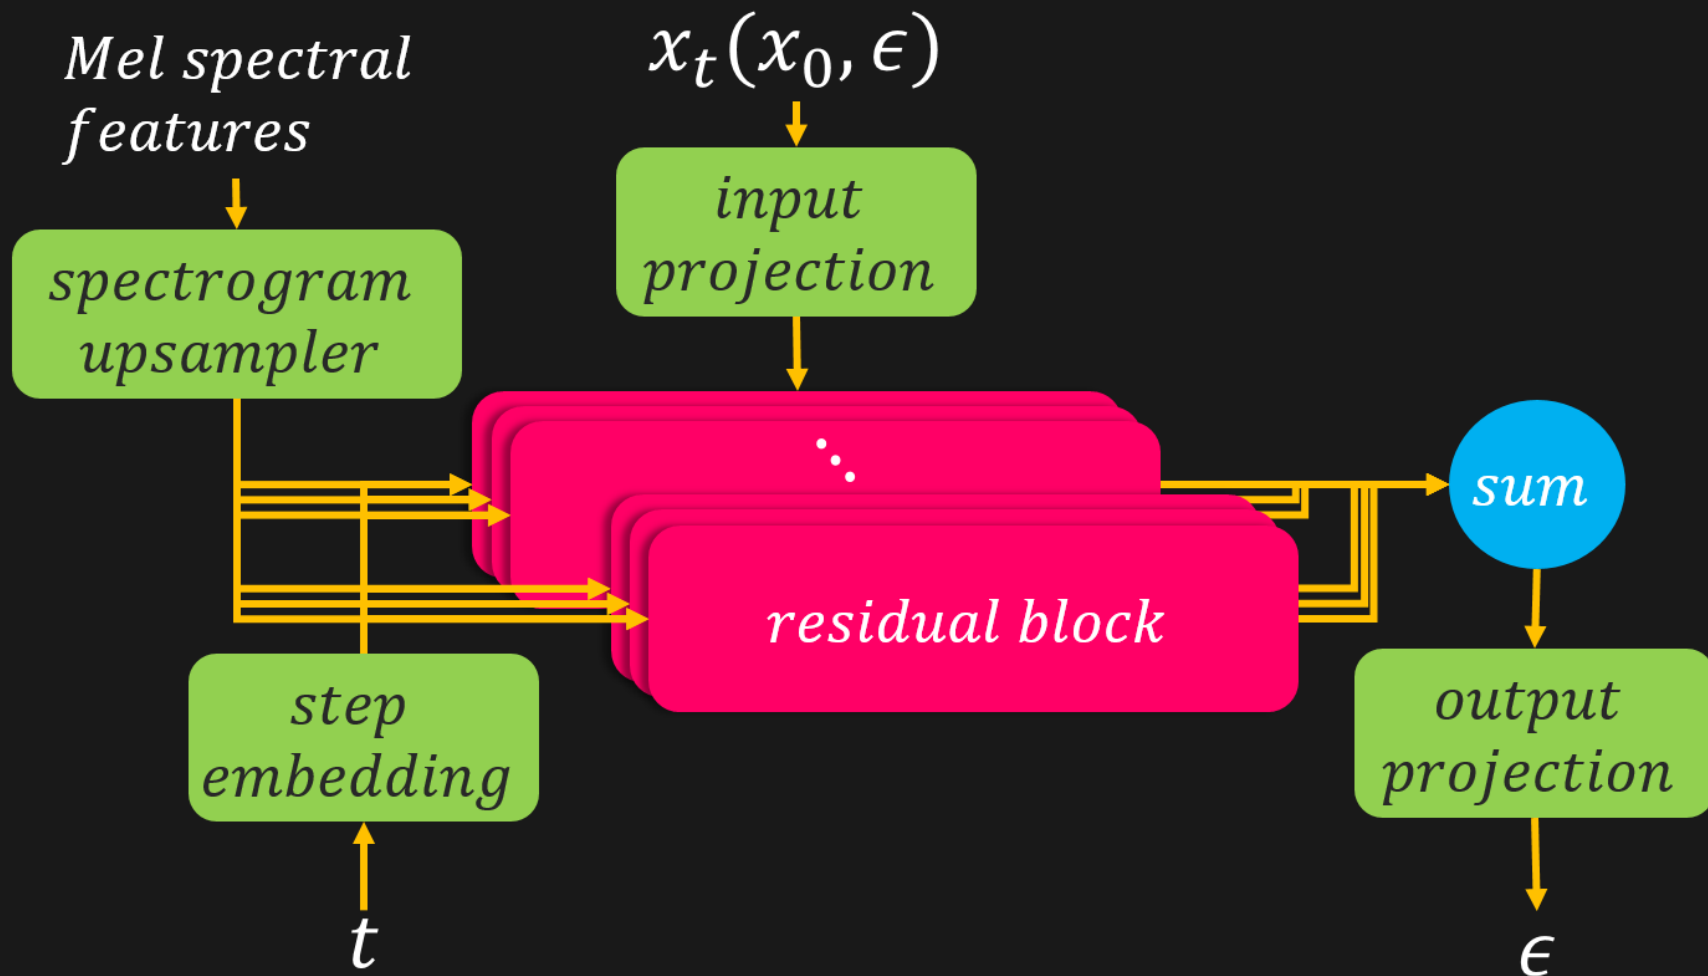 Mel spectral
features
x_t(x_0, ϵ)
input
projection
spectrogram
upsampler
sum
residual block
step
embedding
output
projection
t
ϵ